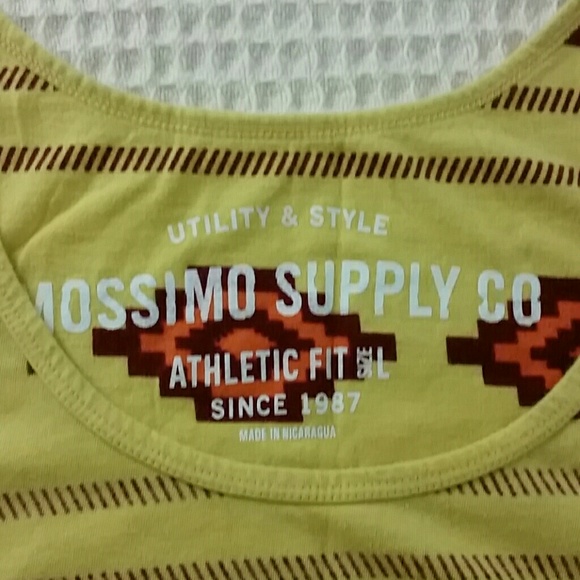 UTILITY & STYLE
MOSSIMO SUPPLY CO
ATHLETIC FIT SIZE L
SINCE 1987
MADE IN NICARAGUA